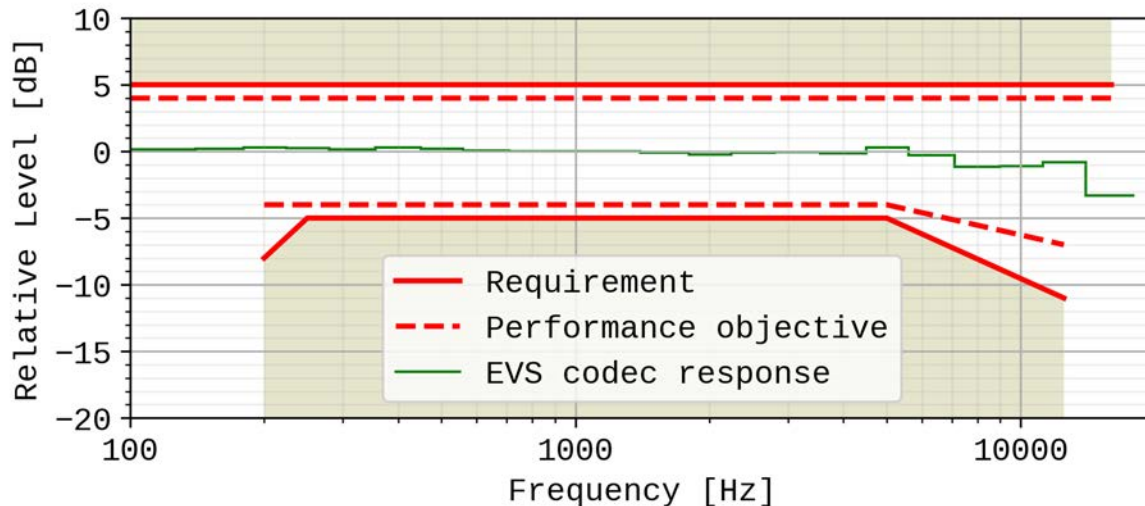 10
5
0
−5
−10
−15
−20
Relative Level [dB]
Requirement
Performance objective
EVS codec response
100
1000
10000
Frequency [Hz]